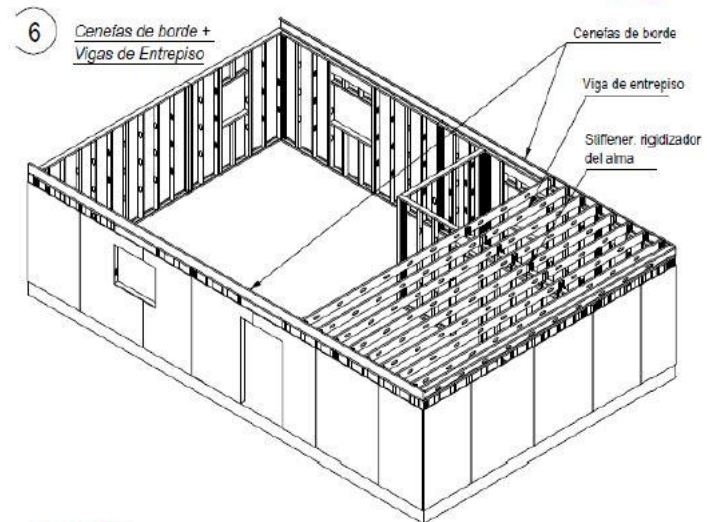 6
Cenefas de borde +
Vigas de Entrepiso
Cenefas de borde
Viga de entrepiso
Stiffener: rigidizador
del alma